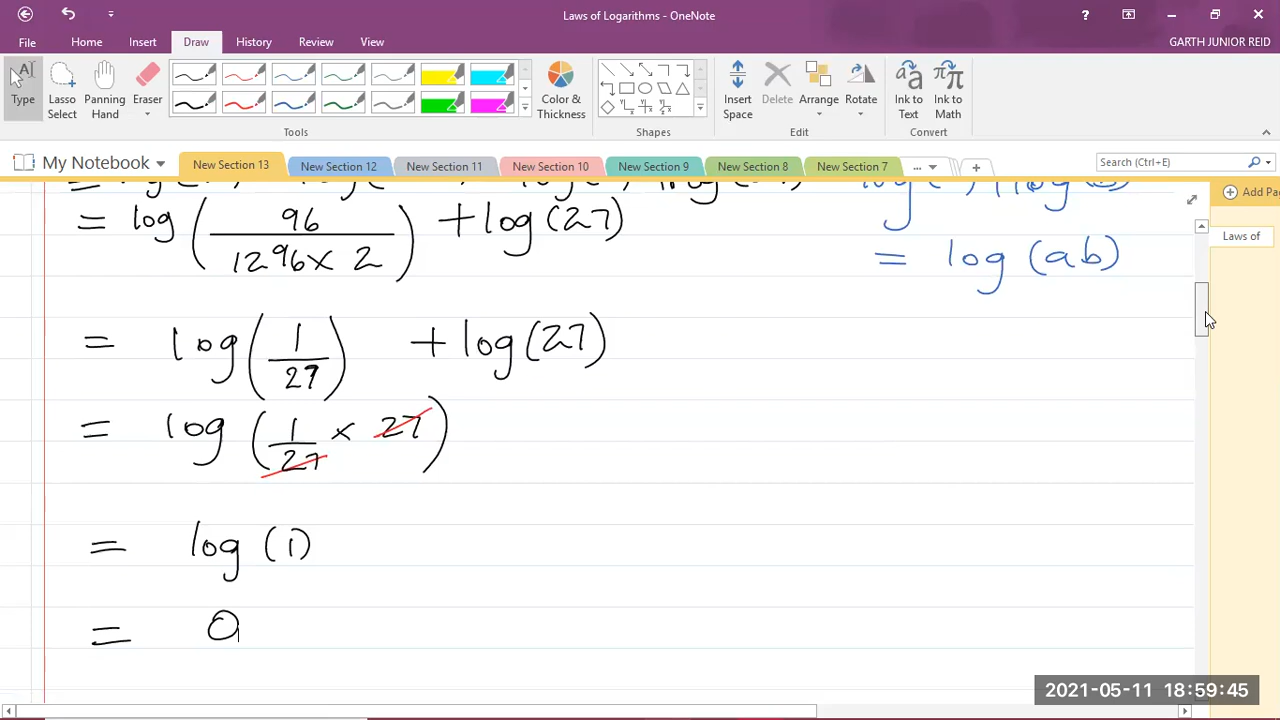 Laws of Logarithms - OneNote
File Home Insert Draw History Review View GARTH JUNIOR REID
Type Lasso Select Panning Hand Eraser Color & Thickness Insert Space Delete Arrange Rotate Ink to Text Ink to Math
Tools Shapes Edit Convert
My Notebook New Section 13 New Section 12 New Section 11 New Section 10 New Section 9 New Section 8 New Section 7 ... Search (Ctrl+E)
Add Pag
Laws of
= log (96 / 1296 × 2) + log(27)
= log (ab)
= log (1/27) + log(27)
= log (1/27 × 27)
= log (1)
= 0
2021-05-11 18:59:45